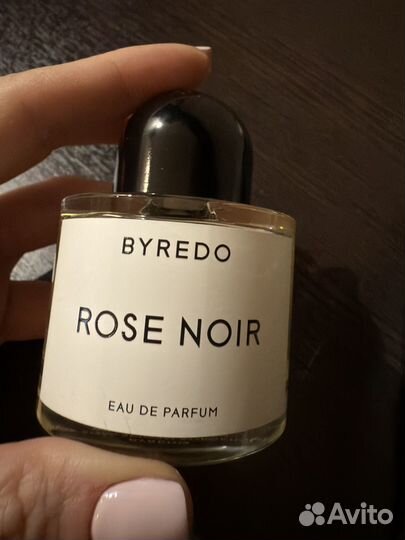 BYREDO
ROSE NOIR
EAU DE PARFUM
Avito